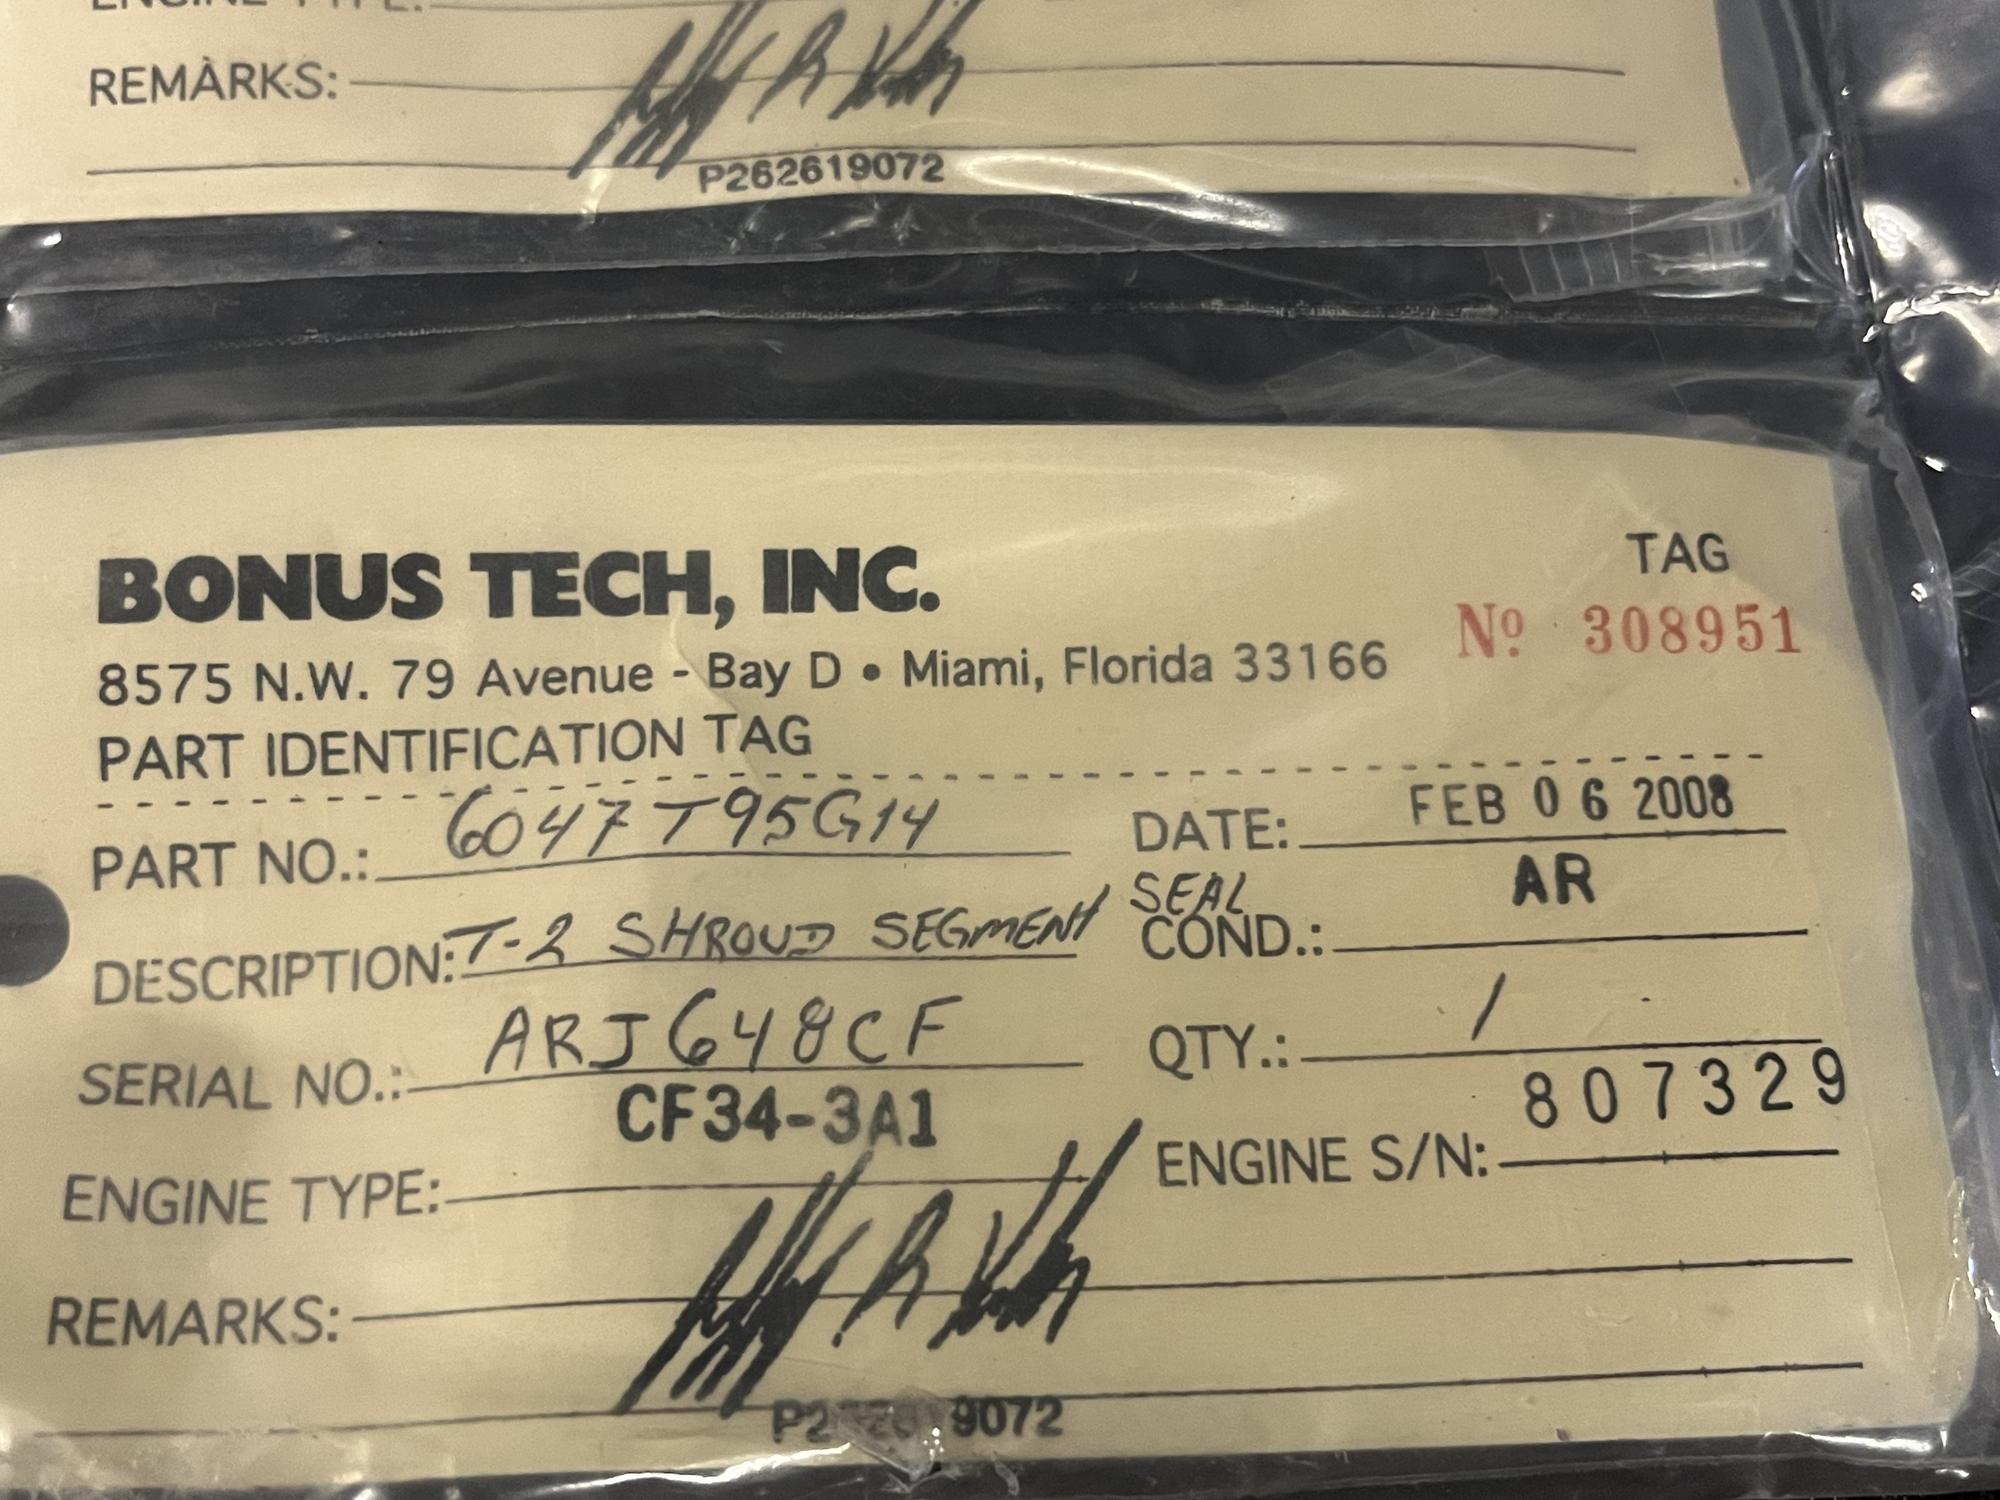 ENGINE TYPE:
REMARKS:
P262619072
BONUS TECH, INC.
TAG
8575 N.W. 79 Avenue - Bay D • Miami, Florida 33166
Nº 308951
PART IDENTIFICATION TAG
PART NO.: 6047T95G14
DATE: FEB 06 2008
DESCRIPTION: T-2 SHROUD SEGMENT
SEAL
COND.: AR
SERIAL NO.: ARJ648CF
QTY.: 1
ENGINE TYPE: CF34-3A1
ENGINE S/N: 807329
REMARKS: